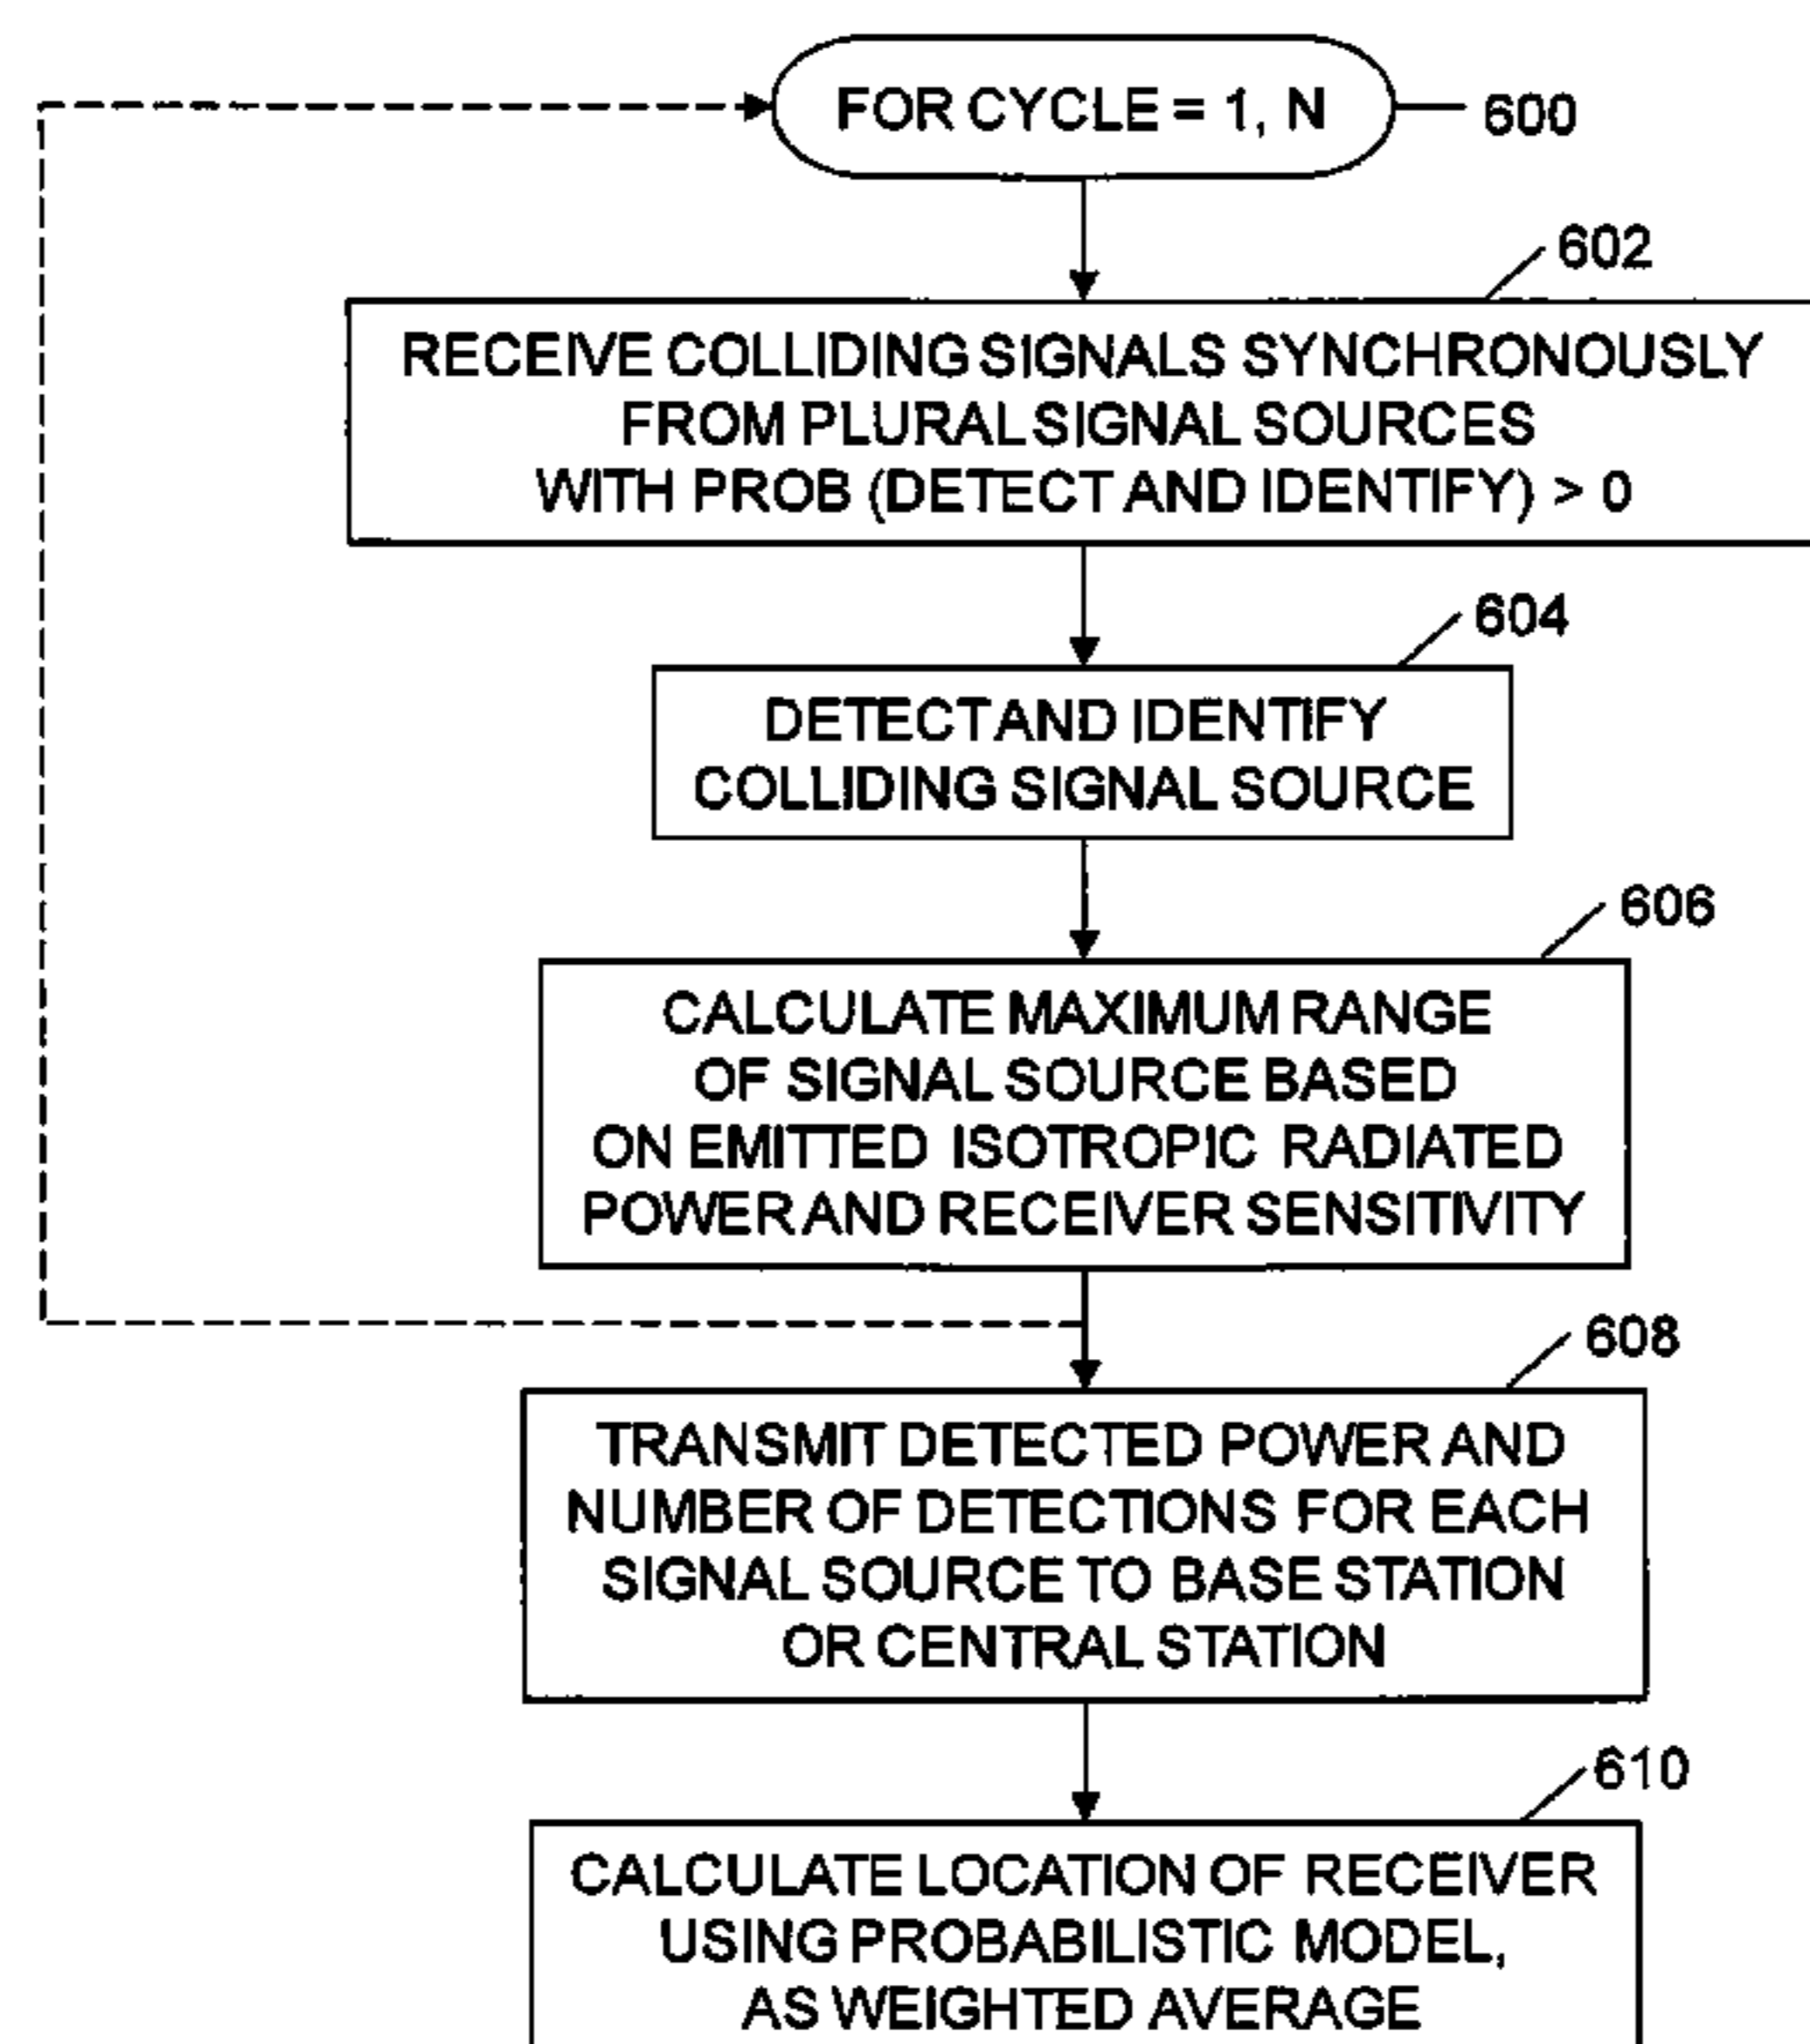 FOR CYCLE = 1, N
600
602
RECEIVE COLLIDING SIGNALS SYNCHRONOUSLY
FROM PLURAL SIGNAL SOURCES
WITH PROB (DETECT AND IDENTIFY) > 0
604
DETECT AND IDENTIFY
COLLIDING SIGNAL SOURCE
606
CALCULATE MAXIMUM RANGE
OF SIGNAL SOURCE BASED
ON EMITTED ISOTROPIC RADIATED
POWER AND RECEIVER SENSITIVITY
608
TRANSMIT DETECTED POWER AND
NUMBER OF DETECTIONS FOR EACH
SIGNAL SOURCE TO BASE STATION
OR CENTRAL STATION
610
CALCULATE LOCATION OF RECEIVER
USING PROBABILISTIC MODEL,
AS WEIGHTED AVERAGE